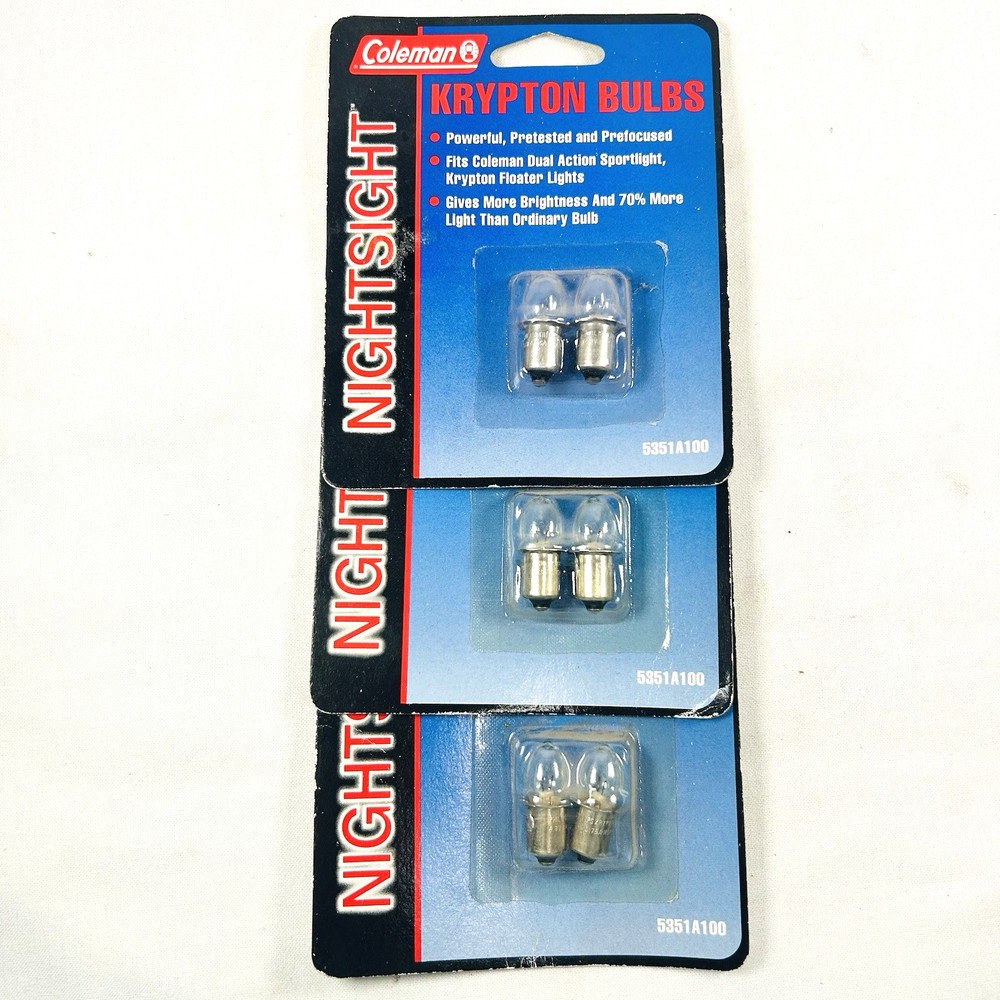 Coleman
KRYPTON BULBS
NIGHTSIGHT™
Powerful, Pretested and Prefocused
Fits Coleman Dual Action Sportlight,
Krypton Floater Lights
Gives More Brightness And 70% More
Light Than Ordinary Bulb
5351A100
NIGHT
5351A100
NIGHTS
5351A100